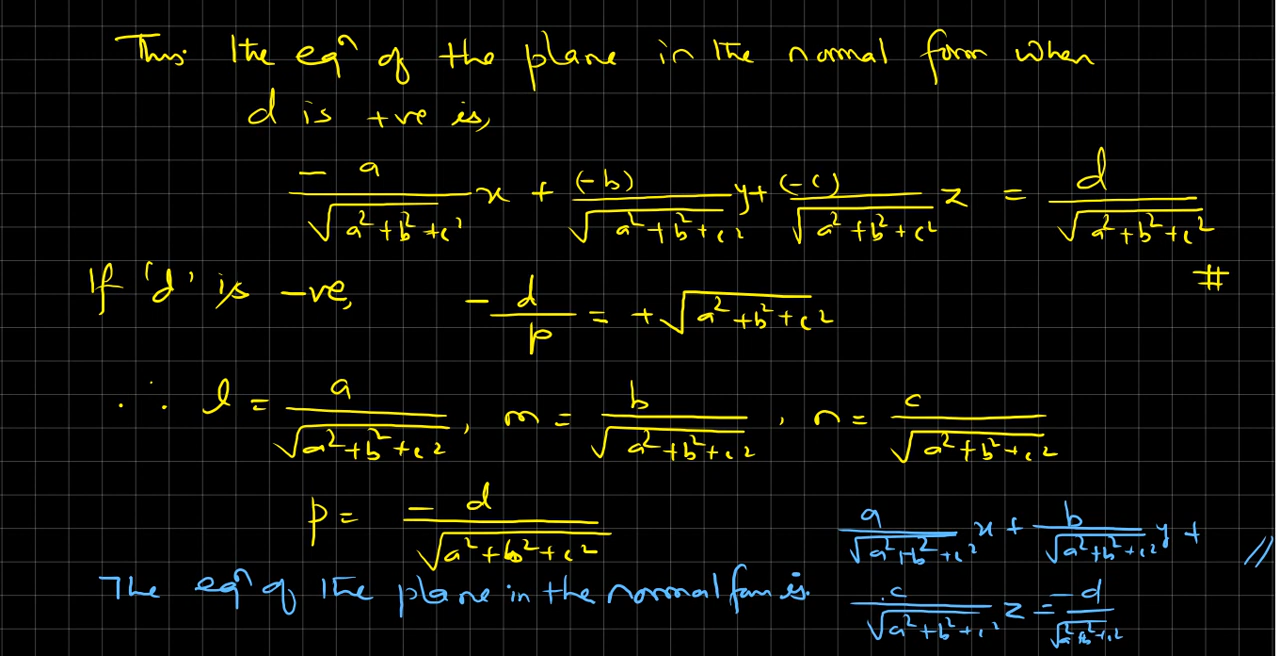 Thus the eqⁿ of the plane in the normal form when
d is +ve is,
-a/√(a²+b²+c²) x + (-b)/√(a²+b²+c²) y + (-c)/√(a²+b²+c²) z = d/√(a²+b²+c²)
#
If 'd' is -ve, -d/p = +√(a²+b²+c²)
∴ l = a/√(a²+b²+c²), m = b/√(a²+b²+c²), n = c/√(a²+b²+c²)
p = -d/√(a²+b²+c²)
The eqⁿ of the plane in the normal form is. a/√(a²+b²+c²) x + b/√(a²+b²+c²) y +
c/√(a²+b²+c²) z = -d/√(a²+b²+c²) //